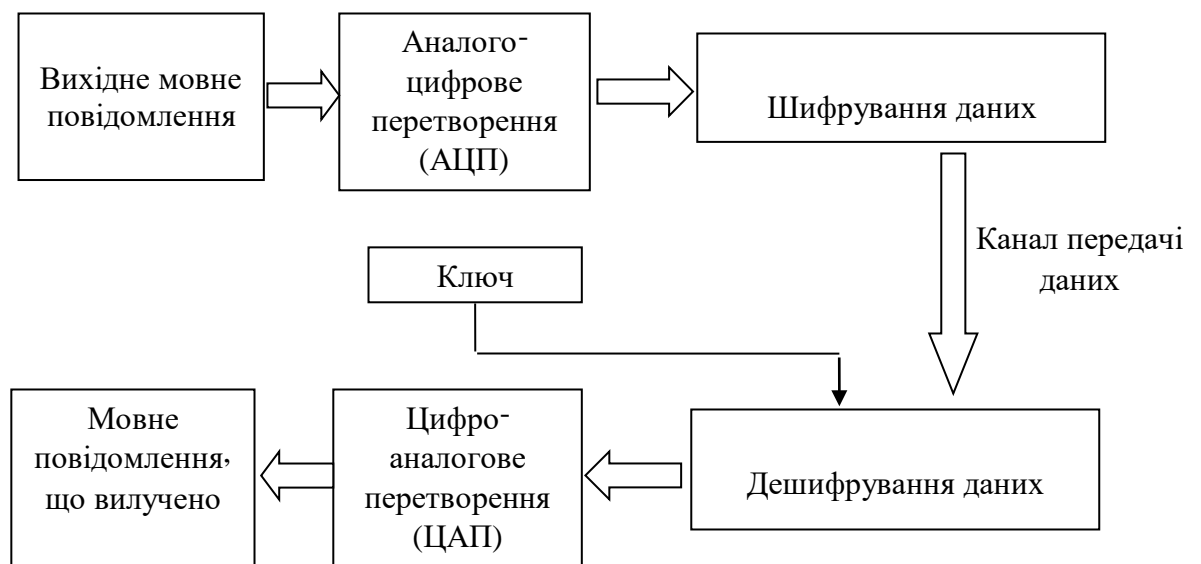 Вихідне мовне
повідомлення
Аналого-
цифрове
перетворення
(АЦП)
Шифрування даних
Канал передачі
даних
Ключ
Мовне
повідомлення,
що вилучено
Цифро-
аналогове
перетворення
(ЦАП)
Дешифрування даних